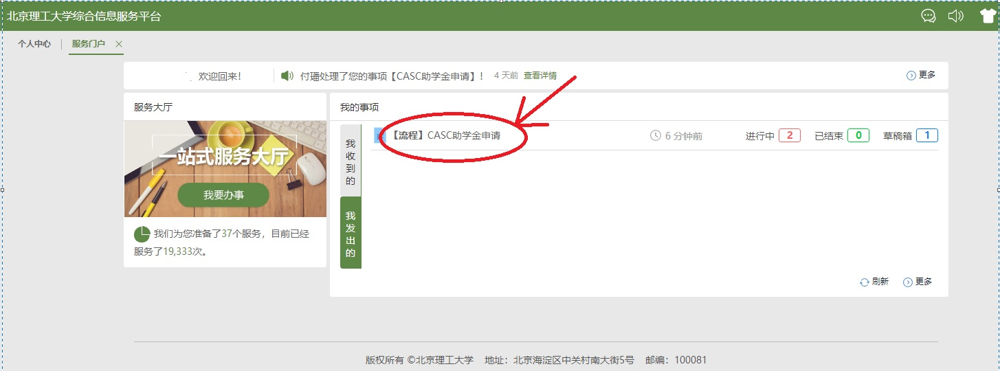 北京理工大学综合信息服务平台
个人中心 服务门户
欢迎回来! 付璠处理了您的事项【CASC助学金申请】! 4 天前 查看详情 更多
服务大厅
一站式服务大厅
我要办事
我们为您准备了37个服务，目前已经
服务了19,333次。
我的事项
我收到的
我发出的
【流程】CASC助学金申请 6 分钟前 进行中 2 已结束 0 草稿箱 1
刷新 更多
版权所有 ©北京理工大学 地址：北京海淀区中关村南大街5号 邮编：100081